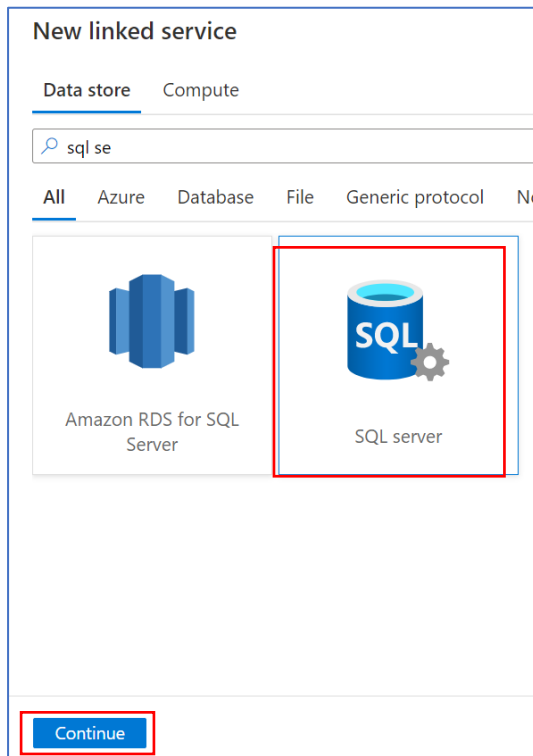 New linked service
Data store Compute
sql se
All Azure Database File Generic protocol
SQL
Amazon RDS for SQL
Server
SQL server
Continue